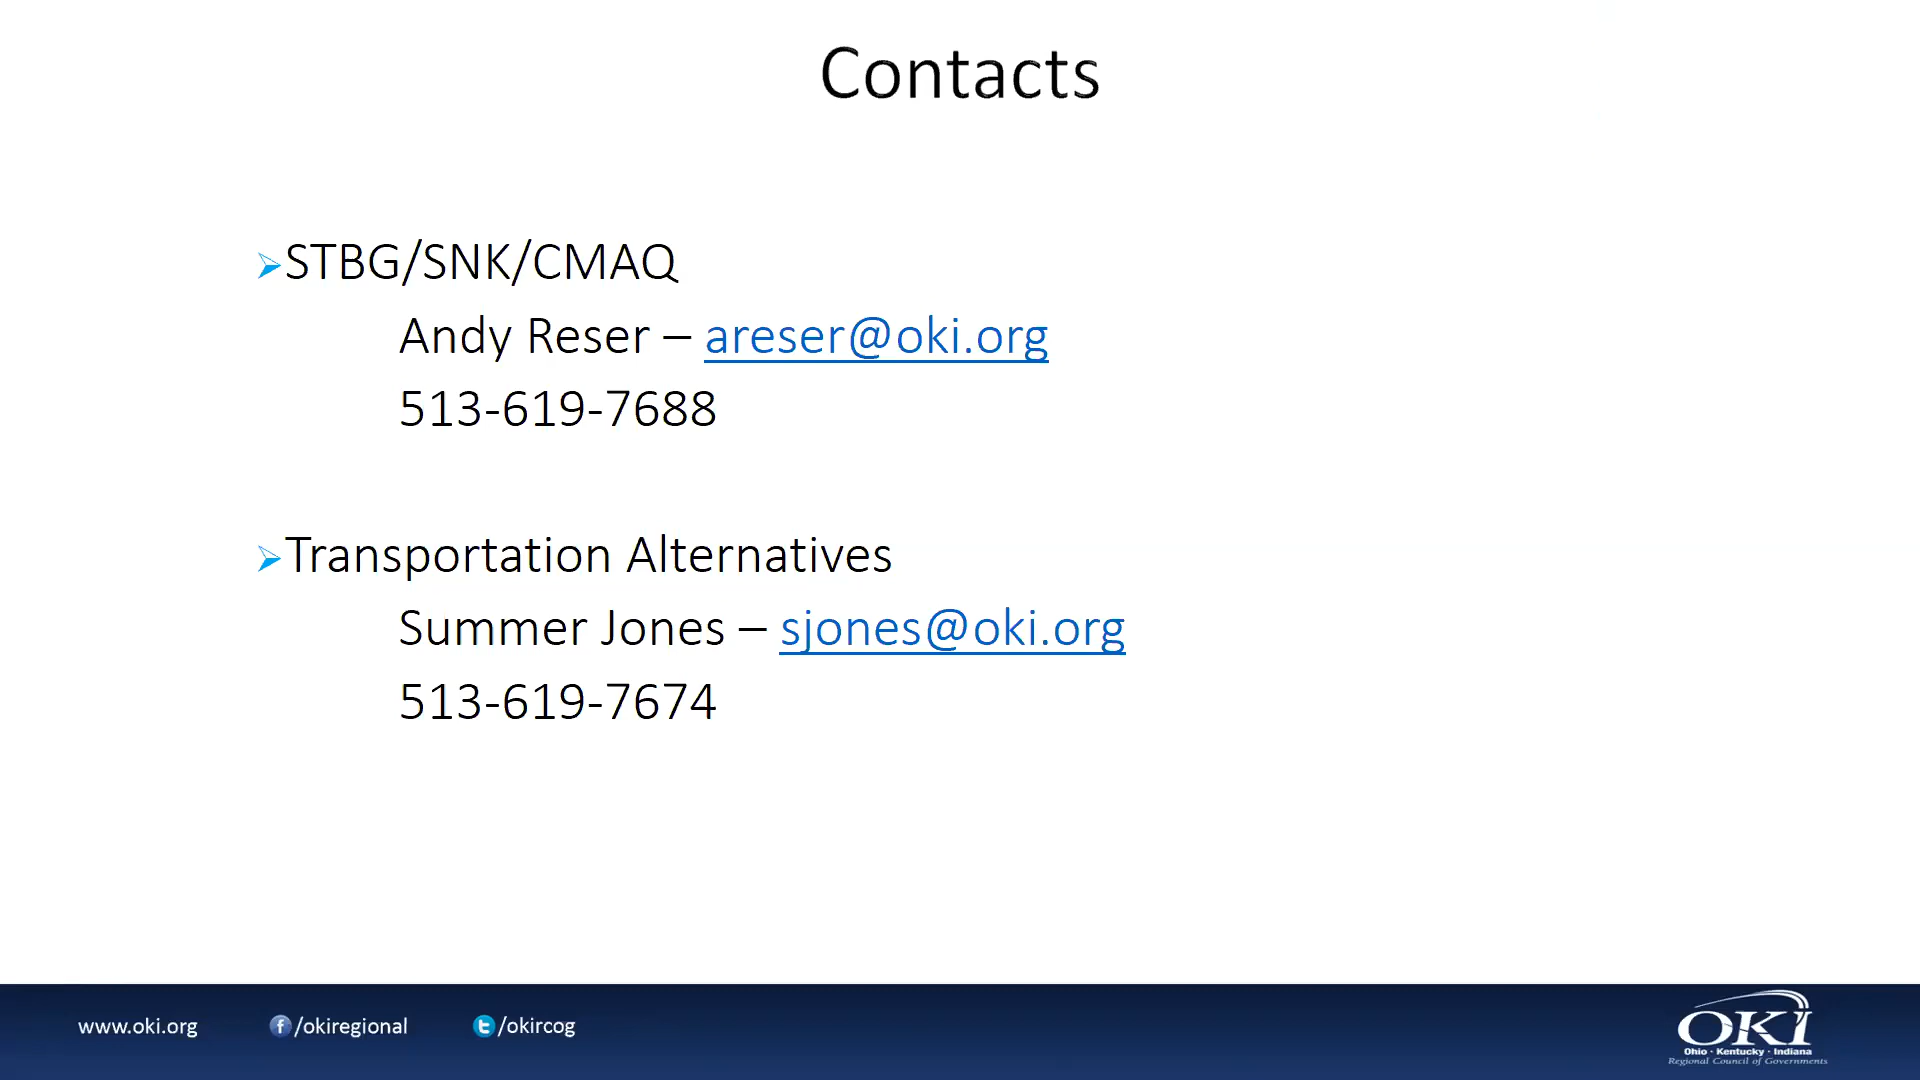 Contacts
STBG/SNK/CMAQ
Andy Reser – areser@oki.org
513-619-7688
Transportation Alternatives
Summer Jones – sjones@oki.org
513-619-7674
www.oki.org /okiregional /okircog
OKI
Ohio · Kentucky · Indiana
Regional Council of Governments